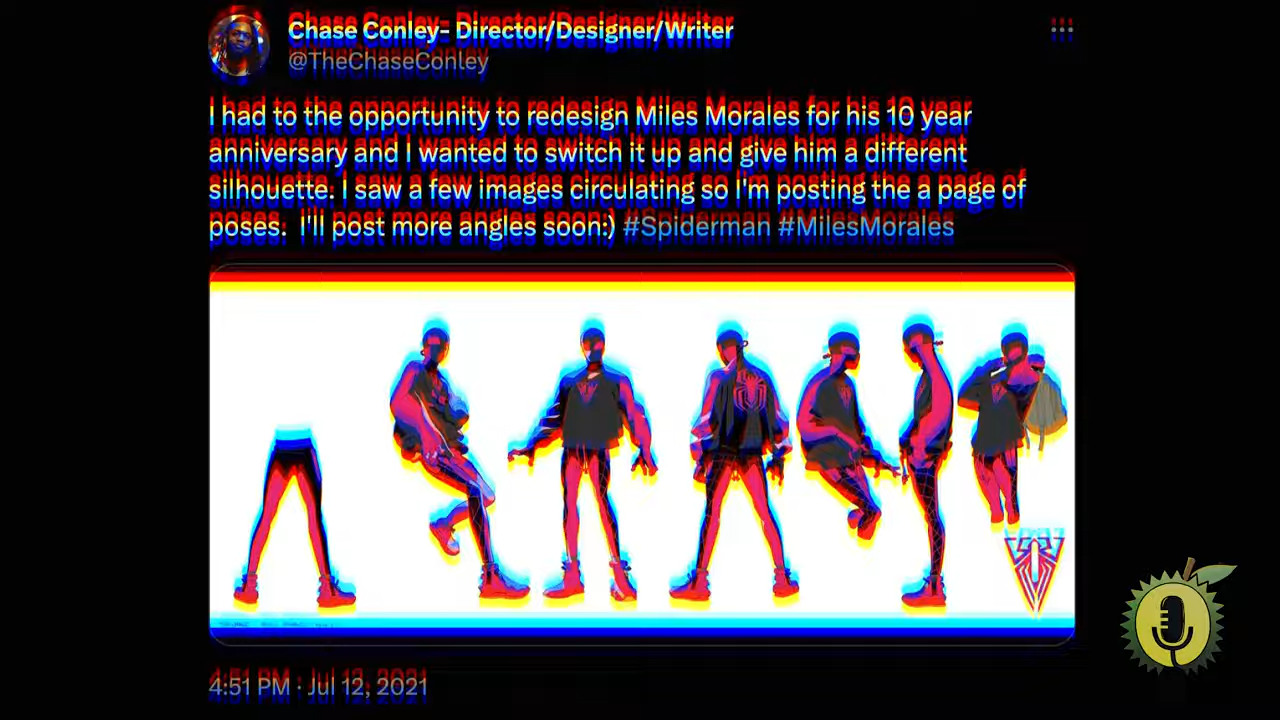 Chase Conley- Director/Designer/Writer
@TheChaseConley
I had to the opportunity to redesign Miles Morales for his 10 year
anniversary and I wanted to switch it up and give him a different
silhouette. I saw a few images circulating so I'm posting the a page of
poses. I'll post more angles soon:) #Spiderman #MilesMorales
4:51 PM · Jul 12, 2021